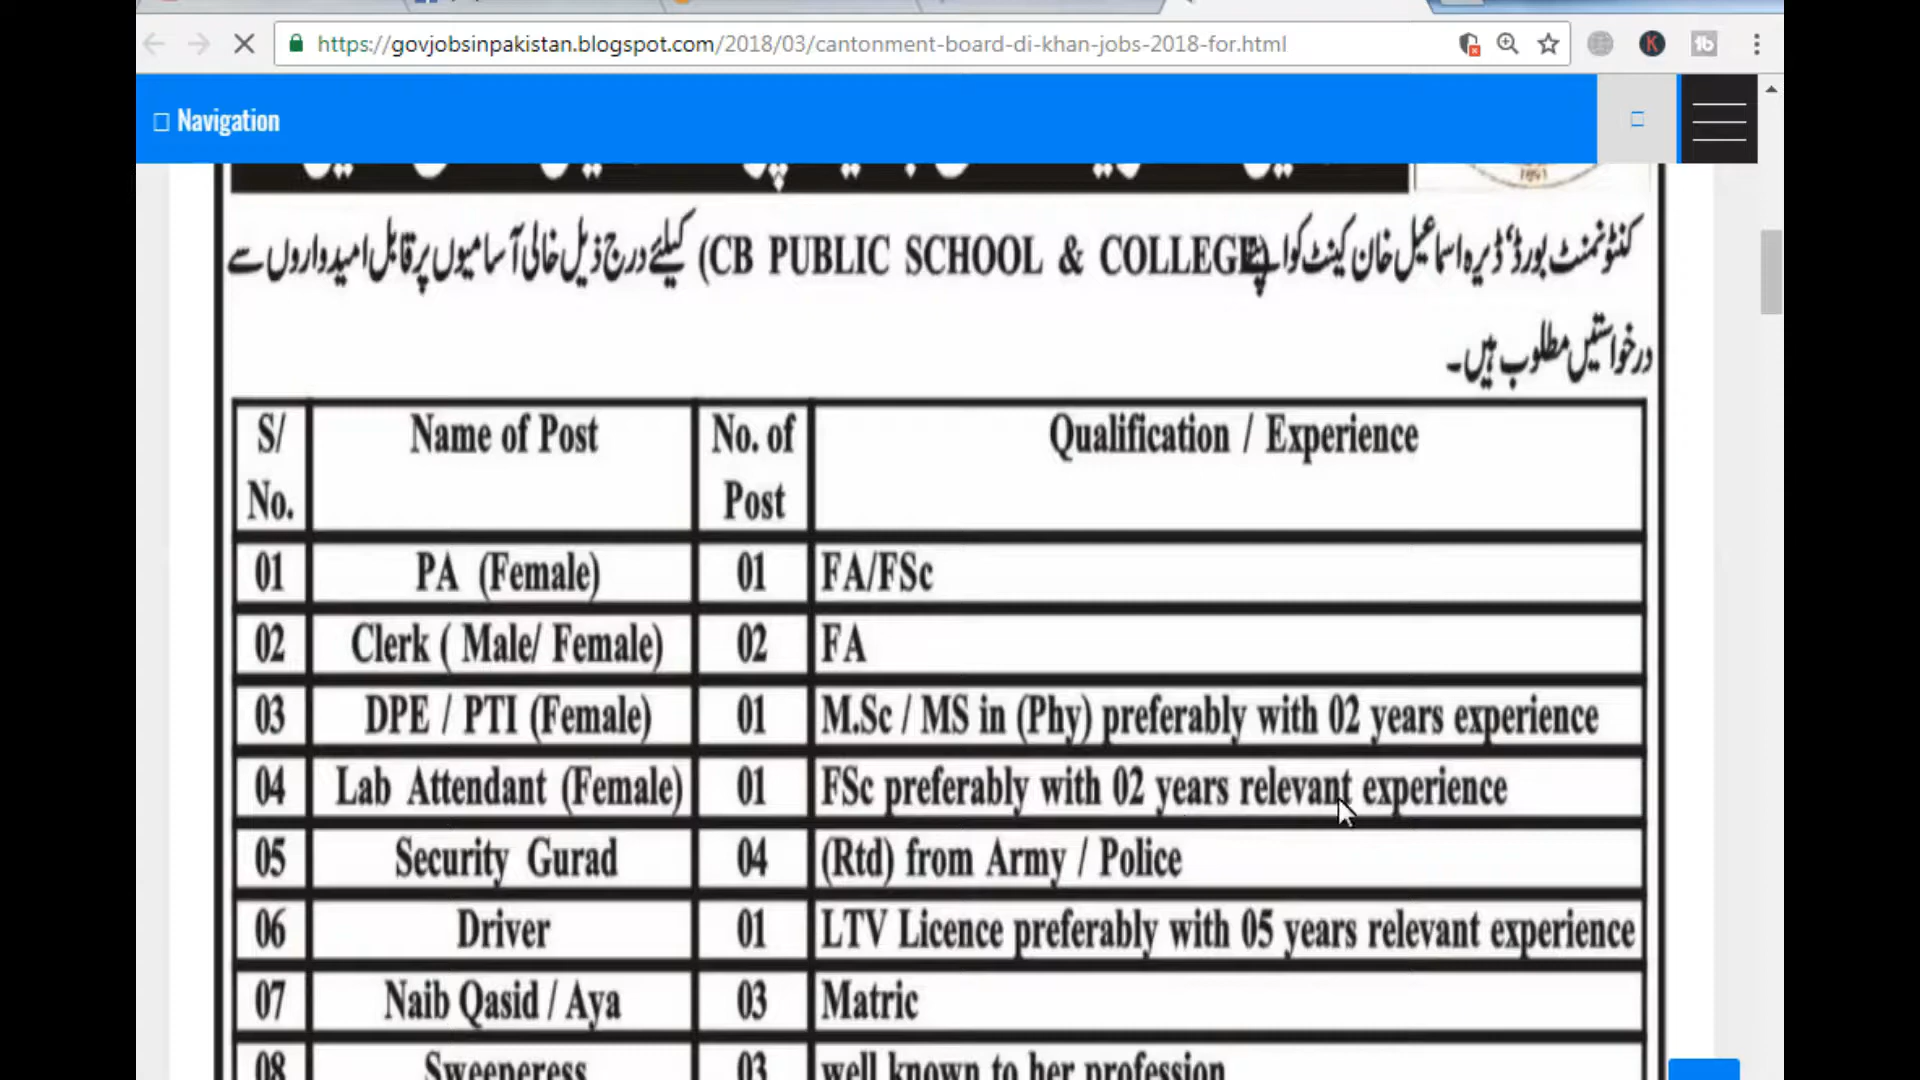 https://govjobsinpakistan.blogspot.com/2018/03/cantonment-board-di-khan-jobs-2018-for.html
Navigation
کنٹونمنٹ بورڈ' ڈیرہ اسماعیل خان کینٹ کو اپنے (CB PUBLIC SCHOOL & COLLEGE) کیلئے درج ذیل خالی آسامیوں پر قابل امیدواروں سے
درخواستیں مطلوب ہیں۔
S/ No. Name of Post No. of Post Qualification / Experience
01 PA (Female) 01 FA/FSc
02 Clerk ( Male/ Female) 02 FA
03 DPE / PTI (Female) 01 M.Sc / MS in (Phy) preferably with 02 years experience
04 Lab Attendant (Female) 01 FSc preferably with 02 years relevant experience
05 Security Gurad 04 (Rtd) from Army / Police
06 Driver 01 LTV Licence preferably with 05 years relevant experience
07 Naib Qasid / Aya 03 Matric
08 Sweeperess 03 well known to her profession